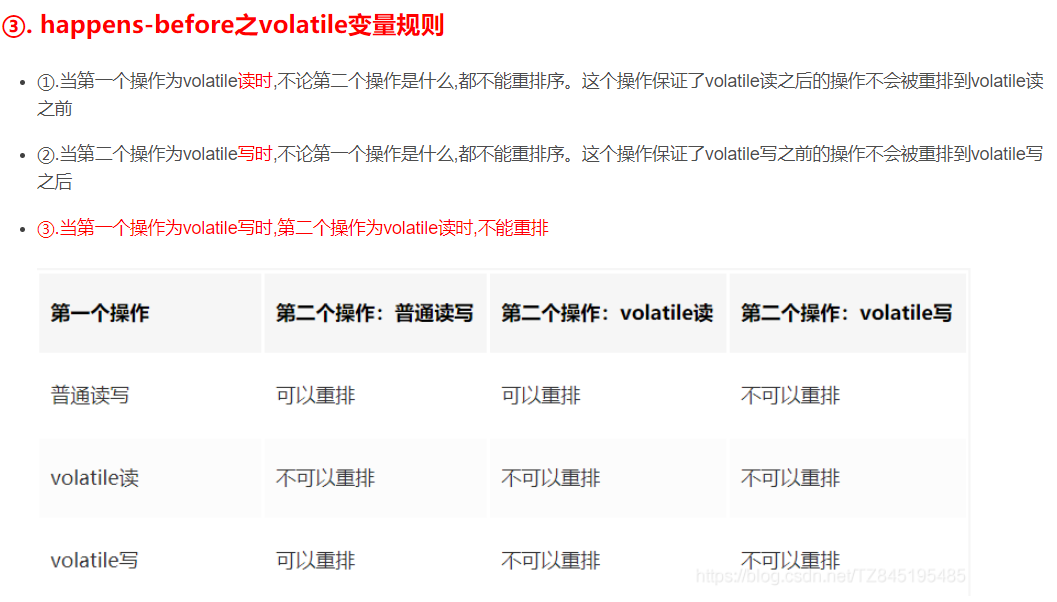 ③. happens-before之volatile变量规则
①.当第一个操作为volatile读时,不论第二个操作是什么,都不能重排序。这个操作保证了volatile读之后的操作不会被重排到volatile读
之前
②.当第二个操作为volatile写时,不论第一个操作是什么,都不能重排序。这个操作保证了volatile写之前的操作不会被重排到volatile写
之后
③.当第一个操作为volatile写时,第二个操作为volatile读时,不能重排
第一个操作 第二个操作：普通读写 第二个操作：volatile读 第二个操作：volatile写
普通读写 可以重排 可以重排 不可以重排
volatile读 不可以重排 不可以重排 不可以重排
volatile写 可以重排 不可以重排 不可以重排
https://blog.csdn.net/TZ845195485